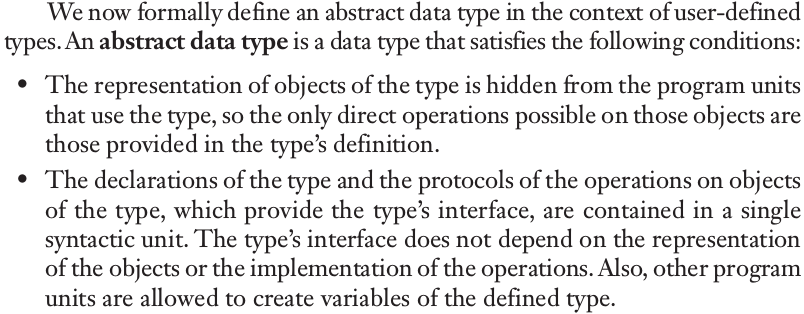 We now formally define an abstract data type in the context of user-defined
types. An abstract data type is a data type that satisfies the following conditions:
• The representation of objects of the type is hidden from the program units
that use the type, so the only direct operations possible on those objects are
those provided in the type’s definition.
• The declarations of the type and the protocols of the operations on objects
of the type, which provide the type’s interface, are contained in a single
syntactic unit. The type’s interface does not depend on the representation
of the objects or the implementation of the operations. Also, other program
units are allowed to create variables of the defined type.